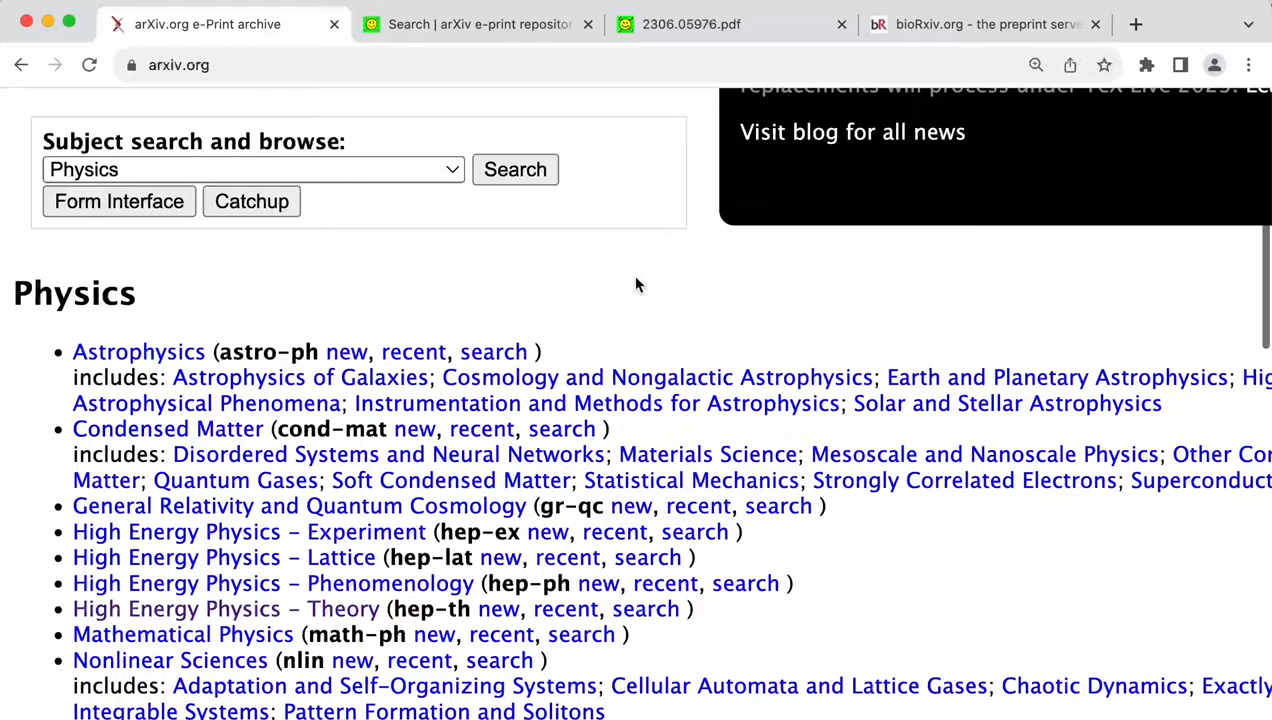 arXiv.org e-Print archive
Search | arXiv e-print repositor
2306.05976.pdf
bR bioRxiv.org - the preprint serve
arxiv.org
replacements will process under TeX Live 2023.
Visit blog for all news
Subject search and browse:
Physics
Search
Form Interface
Catchup
Physics
• Astrophysics (astro-ph new, recent, search )
includes: Astrophysics of Galaxies; Cosmology and Nongalactic Astrophysics; Earth and Planetary Astrophysics; Hig
Astrophysical Phenomena; Instrumentation and Methods for Astrophysics; Solar and Stellar Astrophysics
• Condensed Matter (cond-mat new, recent, search )
includes: Disordered Systems and Neural Networks; Materials Science; Mesoscale and Nanoscale Physics; Other Co
Matter; Quantum Gases; Soft Condensed Matter; Statistical Mechanics; Strongly Correlated Electrons; Superconduct
• General Relativity and Quantum Cosmology (gr-qc new, recent, search )
• High Energy Physics – Experiment (hep-ex new, recent, search )
• High Energy Physics – Lattice (hep-lat new, recent, search )
• High Energy Physics – Phenomenology (hep-ph new, recent, search )
• High Energy Physics – Theory (hep-th new, recent, search )
• Mathematical Physics (math-ph new, recent, search )
• Nonlinear Sciences (nlin new, recent, search )
includes: Adaptation and Self-Organizing Systems; Cellular Automata and Lattice Gases; Chaotic Dynamics; Exactly
Integrable Systems; Pattern Formation and Solitons